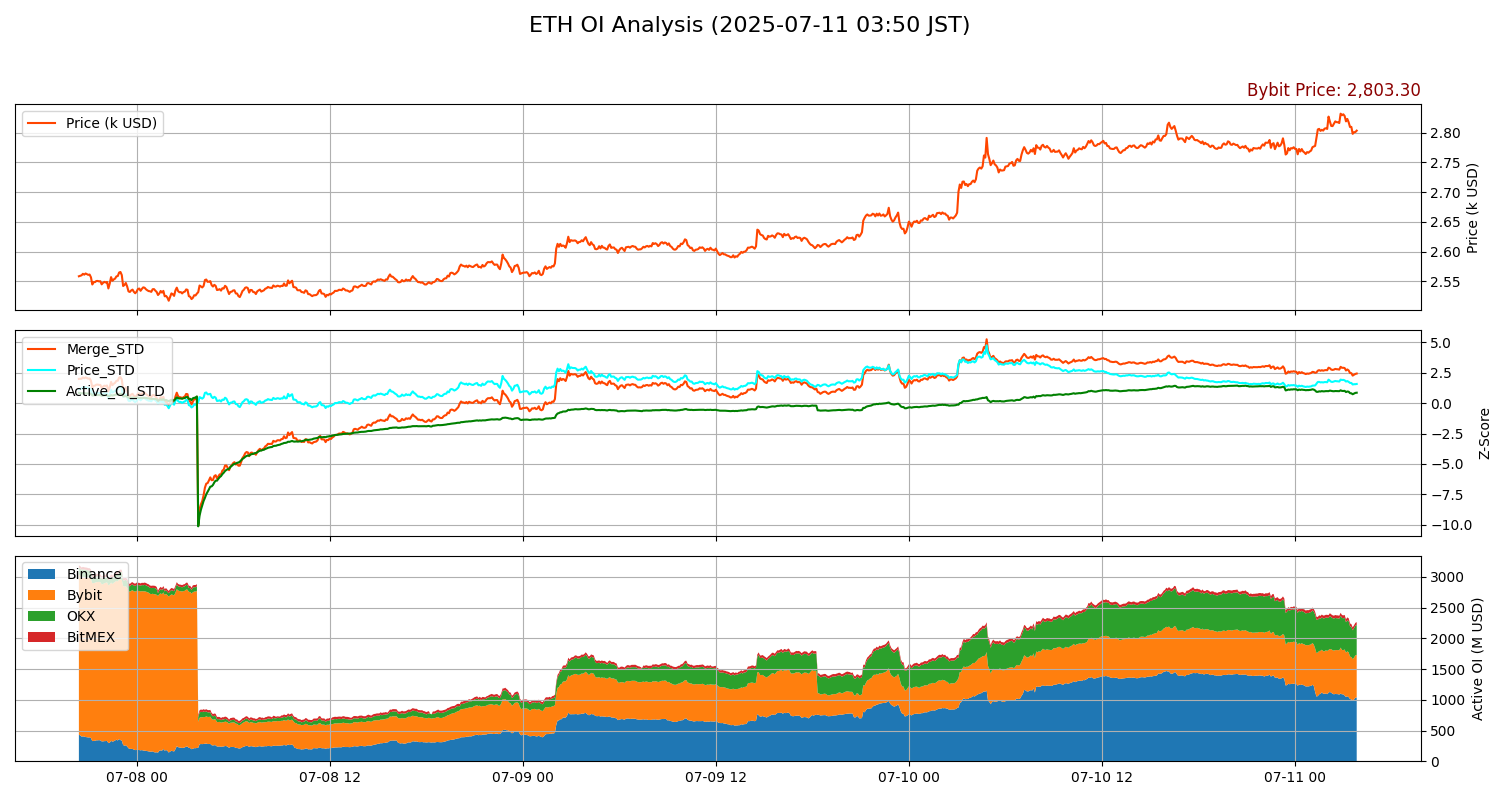 ETH OI Analysis (2025-07-11 03:50 JST)
Bybit Price: 2,803.30
Price (k USD)
2.80
2.75
2.70
2.65
2.60
2.55
Price (k USD)
Merge_STD
Price_STD
Active_OI_STD
5.0
2.5
0.0
−2.5
−5.0
−7.5
−10.0
Z-Score
Binance
Bybit
OKX
BitMEX
3000
2500
2000
1500
1000
500
0
Active OI (M USD)
07-08 00
07-08 12
07-09 00
07-09 12
07-10 00
07-10 12
07-11 00